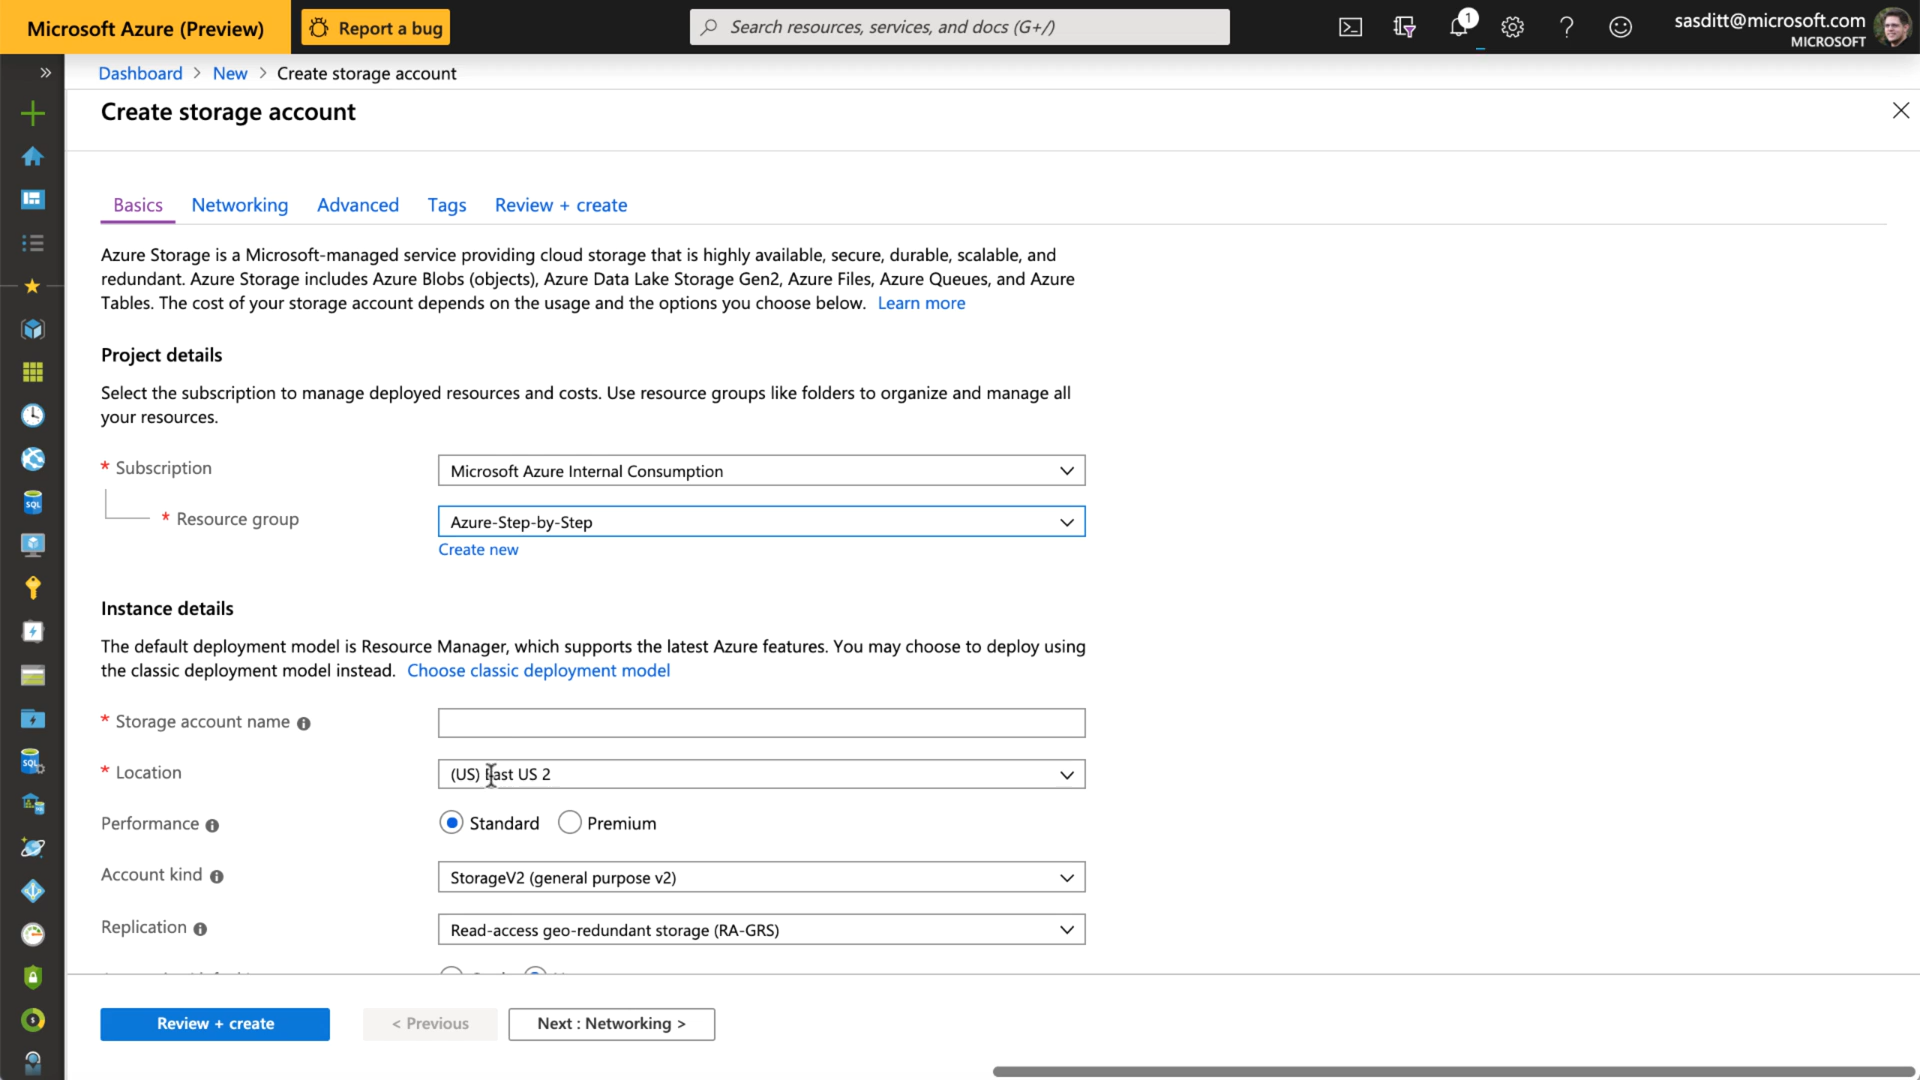 Microsoft Azure (Preview)
Report a bug
Search resources, services, and docs (G+/)
1
sasditt@microsoft.com
MICROSOFT
Dashboard > New > Create storage account
Create storage account
Basics
Networking
Advanced
Tags
Review + create
Azure Storage is a Microsoft-managed service providing cloud storage that is highly available, secure, durable, scalable, and
redundant. Azure Storage includes Azure Blobs (objects), Azure Data Lake Storage Gen2, Azure Files, Azure Queues, and Azure
Tables. The cost of your storage account depends on the usage and the options you choose below. Learn more
Project details
Select the subscription to manage deployed resources and costs. Use resource groups like folders to organize and manage all
your resources.
* Subscription
Microsoft Azure Internal Consumption
* Resource group
Azure-Step-by-Step
Create new
Instance details
The default deployment model is Resource Manager, which supports the latest Azure features. You may choose to deploy using
the classic deployment model instead. Choose classic deployment model
* Storage account name
* Location
(US) East US 2
Performance
Standard
Premium
Account kind
StorageV2 (general purpose v2)
Replication
Read-access geo-redundant storage (RA-GRS)
Review + create
< Previous
Next : Networking >